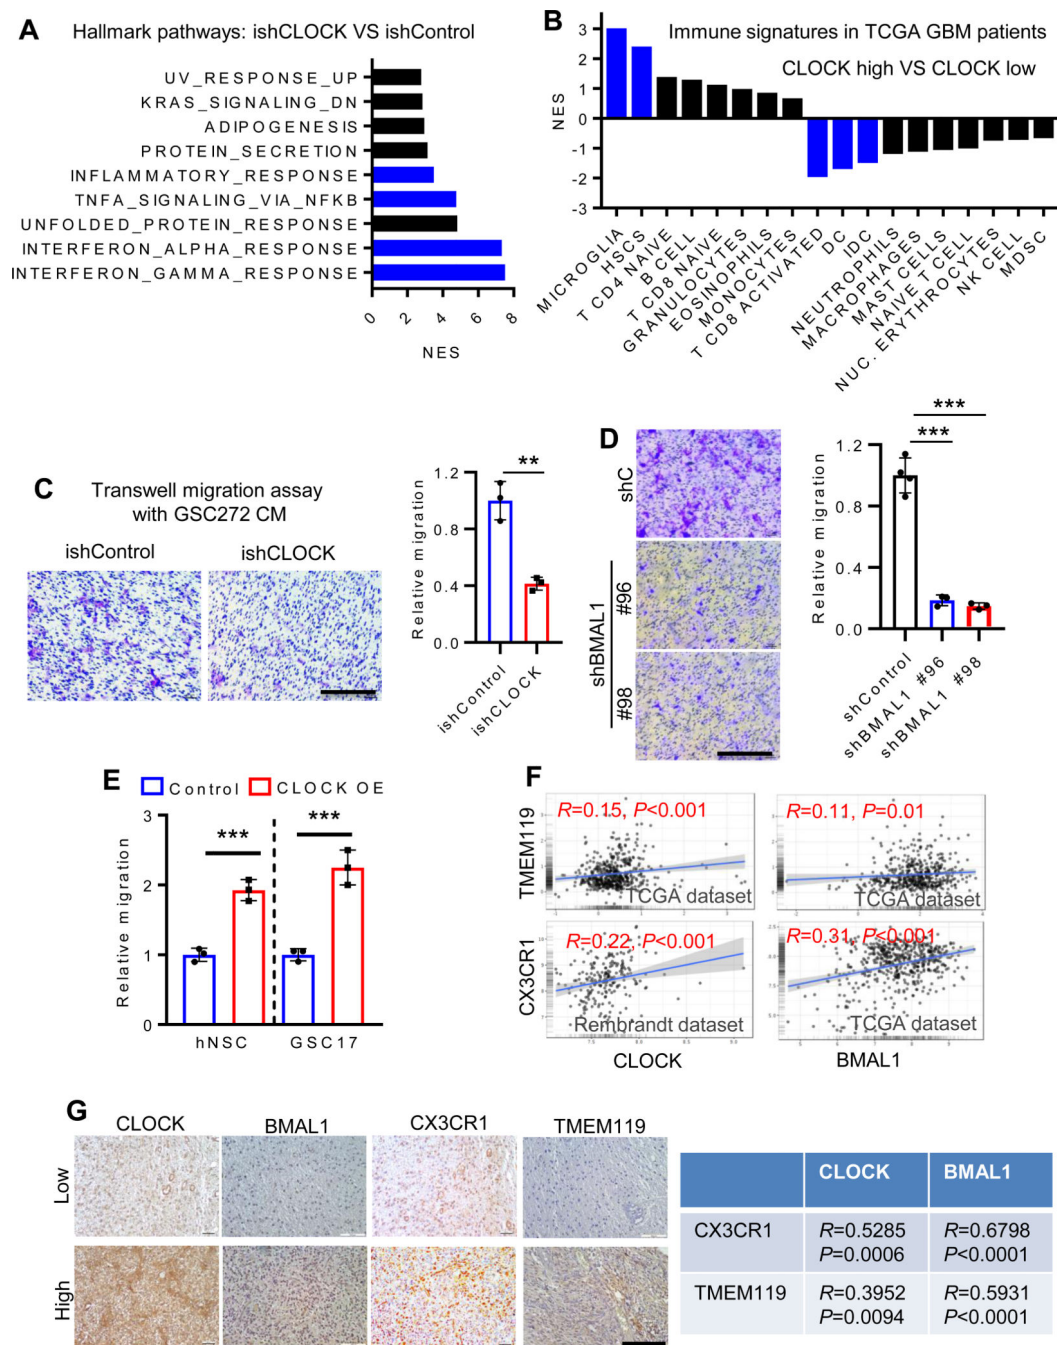 A
Hallmark pathways: ishCLOCK VS ishControl
UV_RESPONSE_UP
KRAS_SIGNALING_DN
ADIPOGENESIS
PROTEIN_SECRETION
INFLAMMATORY_RESPONSE
TNFA_SIGNALING_VIA_NFKB
UNFOLDED_PROTEIN_RESPONSE
INTERFERON_ALPHA_RESPONSE
INTERFERON_GAMMA_RESPONSE
0 2 4 6 8
NES
B
Immune signatures in TCGA GBM patients
CLOCK high VS CLOCK low
NES
3
2
1
0
-1
-2
-3
MICROGLIA
HSCS
T CD4 NAIVE
B CELL
T CD8 NAIVE
GRANULOCYTES
EOSINOPHILS
MONOCYTES
T CD8 ACTIVATED
DC
IDC
NEUTROPHILS
MACROPHAGES
MAST CELLS
NAIVE T CELL
NUC. ERYTHROCYTES
NK CELL
MDSC
C
Transwell migration assay
with GSC272 CM
ishControl
ishCLOCK
**
Relative migration
1.2
0.8
0.4
0.0
ishControl
ishCLOCK
D
shC
shBMAL1
#96
#98
***
***
Relative migration
1.2
0.8
0.4
0.0
shControl
shBMAL1 #96
shBMAL1 #98
E
Control
CLOCK OE
***
***
Relative migration
3
2
1
0
hNSC
GSC17
F
TMEM119
R=0.15, P<0.001
TCGA dataset
R=0.11, P=0.01
TCGA dataset
CX3CR1
R=0.22, P<0.001
Rembrandt dataset
R=0.31, P<0.001
TCGA dataset
CLOCK
BMAL1
G
CLOCK
BMAL1
CX3CR1
TMEM119
Low
High
CLOCK BMAL1
CX3CR1 R=0.5285 R=0.6798
P=0.0006 P<0.0001
TMEM119 R=0.3952 R=0.5931
P=0.0094 P<0.0001